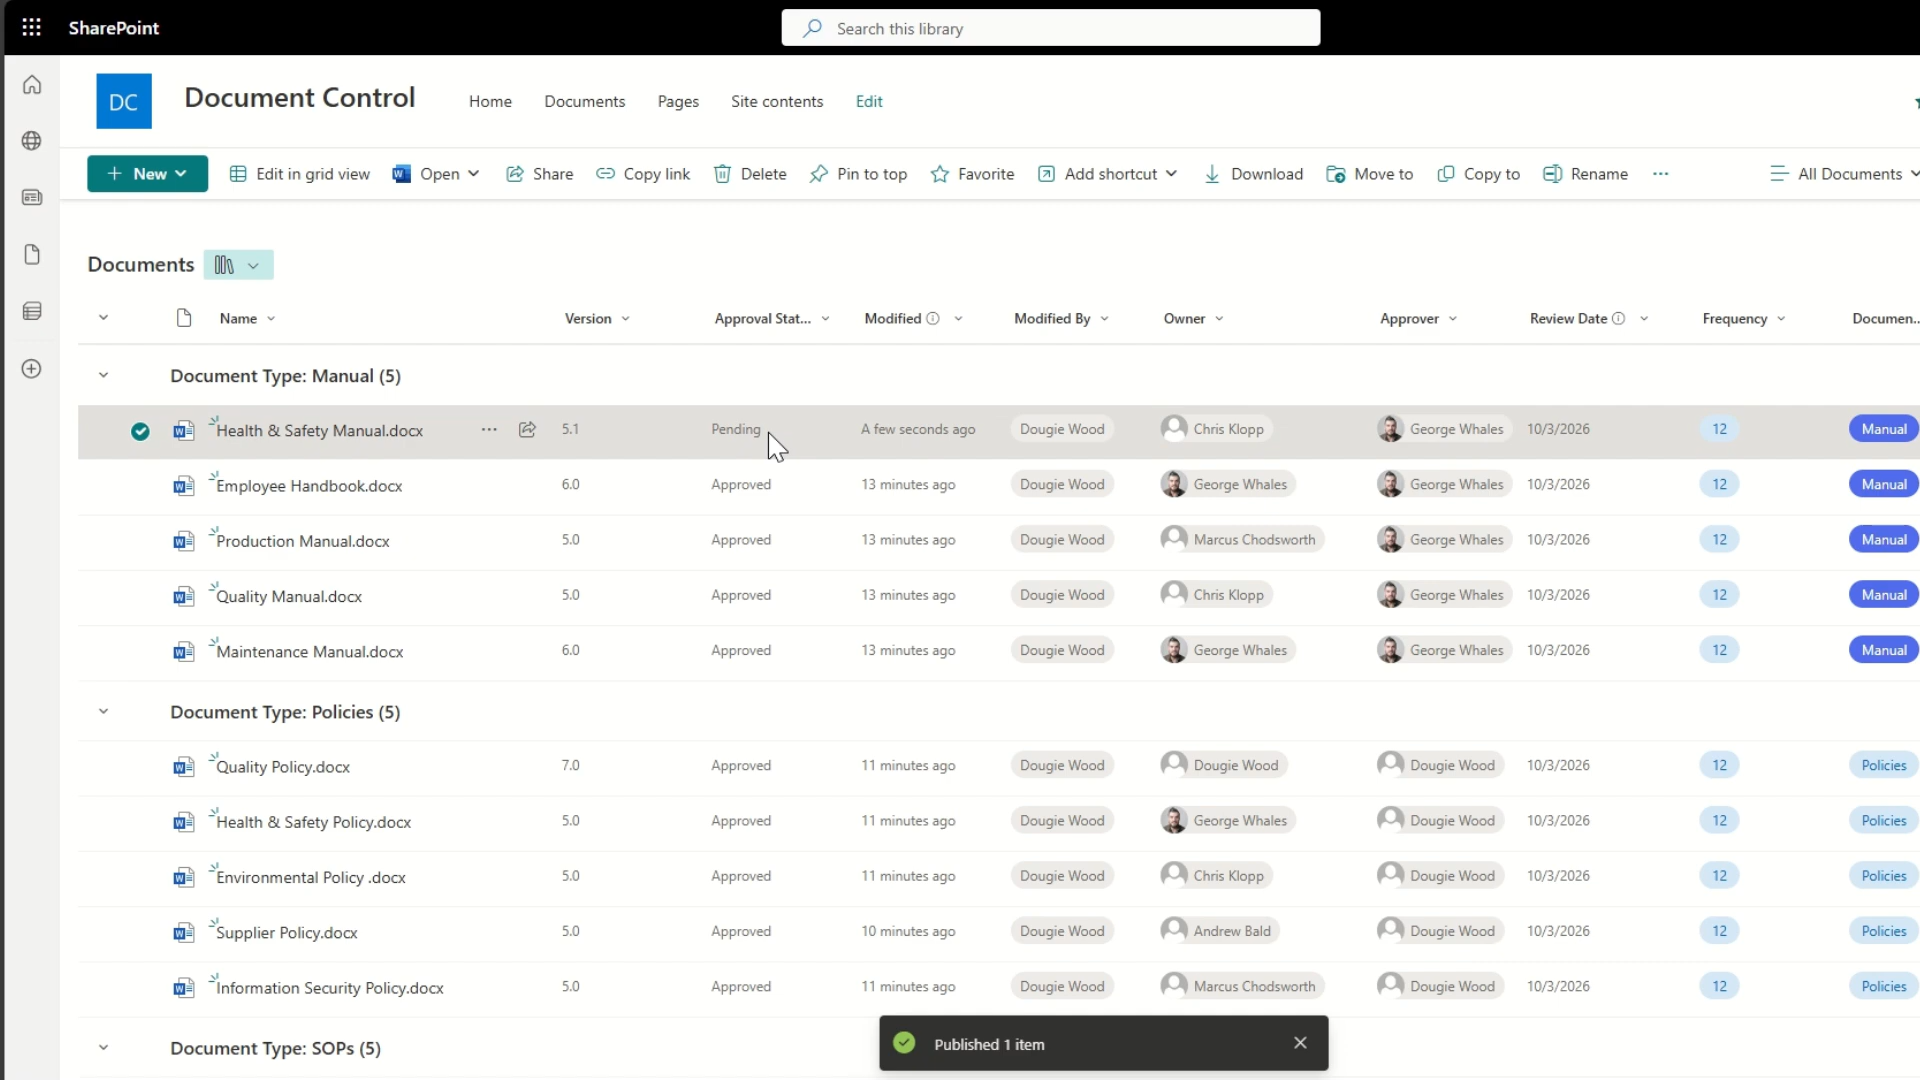 SharePoint
Search this library
DC
Document Control
Home Documents Pages Site contents Edit
New Edit in grid view Open Share Copy link Delete Pin to top Favorite Add shortcut Download Move to Copy to Rename ... All Documents
Documents
Name Version Approval Stat... Modified Modified By Owner Approver Review Date Frequency Documen...
Document Type: Manual (5)
Health & Safety Manual.docx ... 5.1 Pending A few seconds ago Dougie Wood Chris Klopp George Whales 10/3/2026 12 Manual
Employee Handbook.docx 6.0 Approved 13 minutes ago Dougie Wood George Whales George Whales 10/3/2026 12 Manual
Production Manual.docx 5.0 Approved 13 minutes ago Dougie Wood Marcus Chodsworth George Whales 10/3/2026 12 Manual
Quality Manual.docx 5.0 Approved 13 minutes ago Dougie Wood Chris Klopp George Whales 10/3/2026 12 Manual
Maintenance Manual.docx 6.0 Approved 13 minutes ago Dougie Wood George Whales George Whales 10/3/2026 12 Manual
Document Type: Policies (5)
Quality Policy.docx 7.0 Approved 11 minutes ago Dougie Wood Dougie Wood Dougie Wood 10/3/2026 12 Policies
Health & Safety Policy.docx 5.0 Approved 11 minutes ago Dougie Wood George Whales Dougie Wood 10/3/2026 12 Policies
Environmental Policy .docx 5.0 Approved 11 minutes ago Dougie Wood Chris Klopp Dougie Wood 10/3/2026 12 Policies
Supplier Policy.docx 5.0 Approved 10 minutes ago Dougie Wood Andrew Bald Dougie Wood 10/3/2026 12 Policies
Information Security Policy.docx 5.0 Approved 11 minutes ago Dougie Wood Marcus Chodsworth Dougie Wood 10/3/2026 12 Policies
Document Type: SOPs (5)
Published 1 item